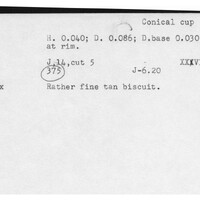 Conical cup
H. 0.040; D. 0.086; D.base 0.030
at rim.
J.14,cut 5 XXXV
375 J-6.20
x Rather fine tan biscuit.